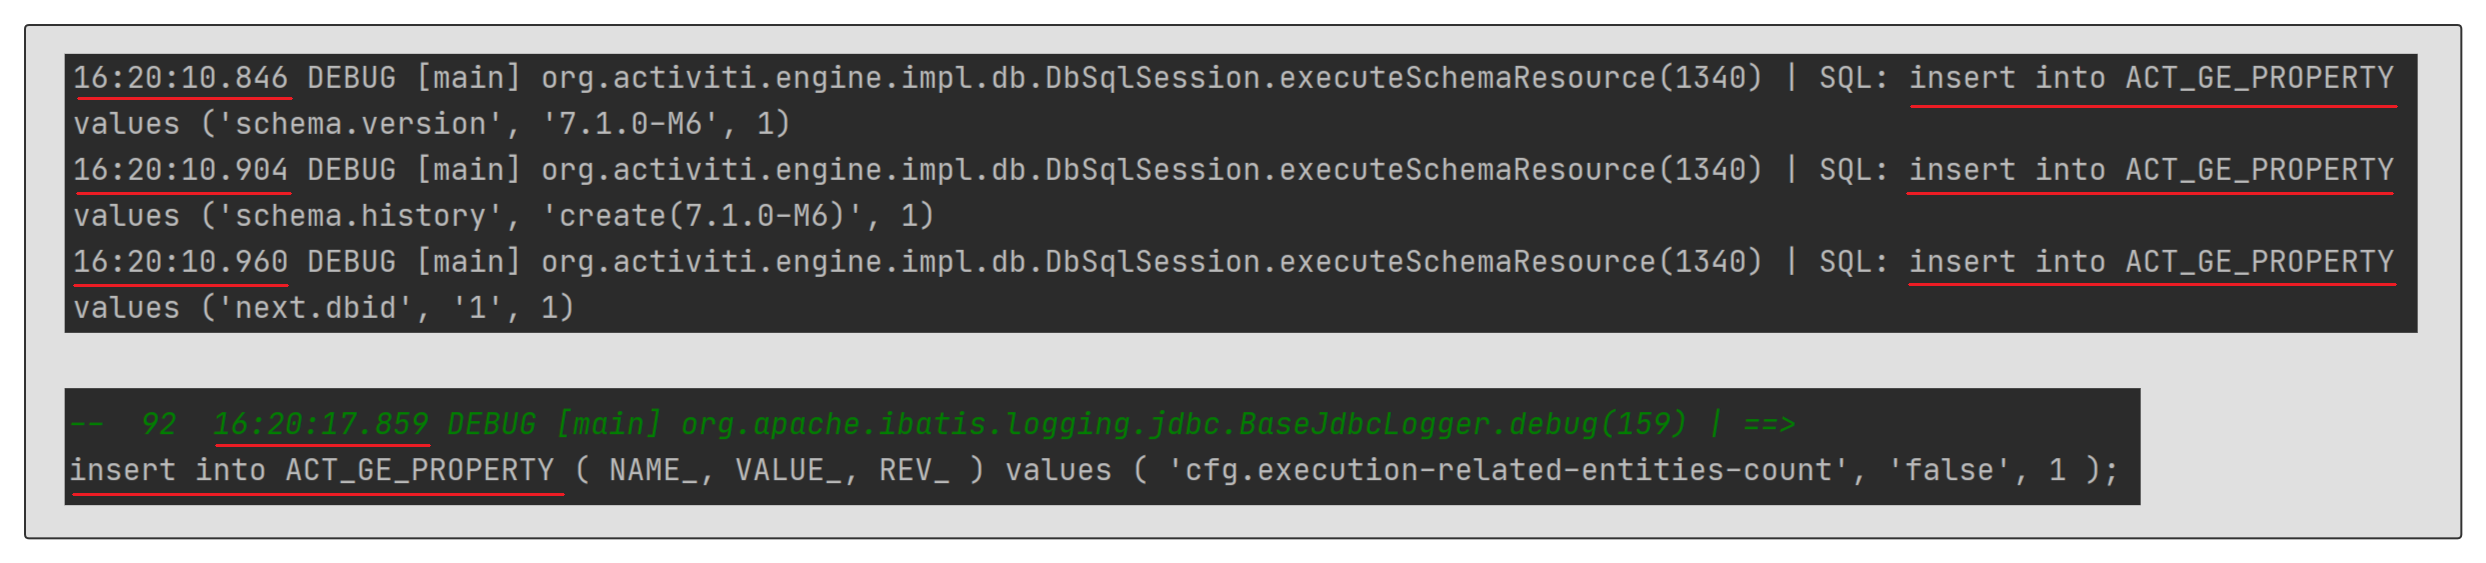 16:20:10.846 DEBUG [main] org.activiti.engine.impl.db.DbSqlSession.executeSchemaResource(1340) | SQL: insert into ACT_GE_PROPERTY
values ('schema.version', '7.1.0-M6', 1)
16:20:10.904 DEBUG [main] org.activiti.engine.impl.db.DbSqlSession.executeSchemaResource(1340) | SQL: insert into ACT_GE_PROPERTY
values ('schema.history', 'create(7.1.0-M6)', 1)
16:20:10.960 DEBUG [main] org.activiti.engine.impl.db.DbSqlSession.executeSchemaResource(1340) | SQL: insert into ACT_GE_PROPERTY
values ('next.dbid', '1', 1)
--  92  16:20:17.859 DEBUG [main] org.apache.ibatis.logging.jdbc.BaseJdbcLogger.debug(159) | ==>
insert into ACT_GE_PROPERTY ( NAME_, VALUE_, REV_ ) values ( 'cfg.execution-related-entities-count', 'false', 1 );